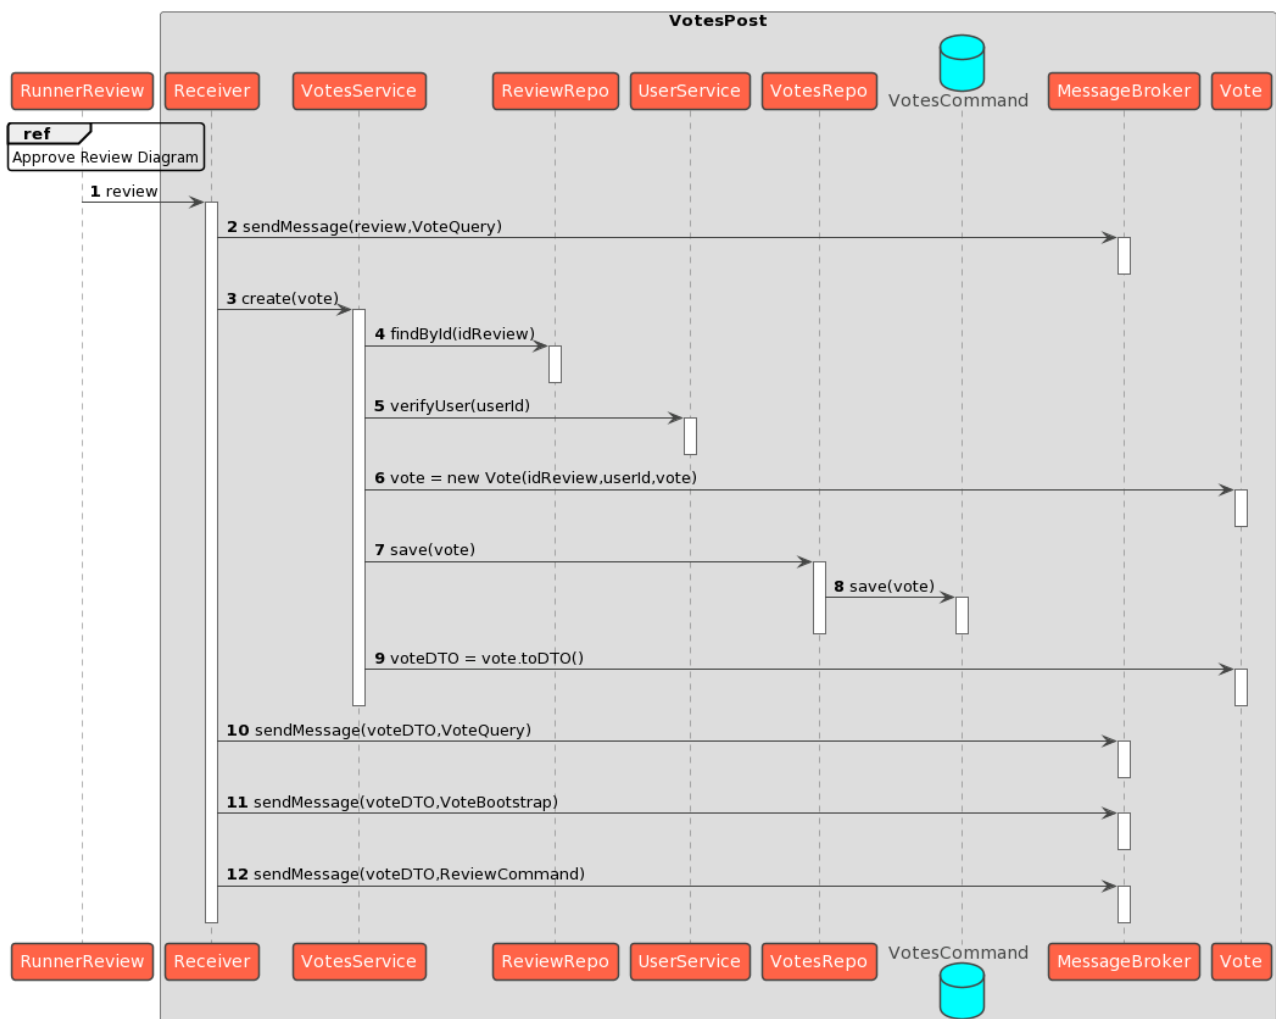 VotesPost
RunnerReview
Receiver
VotesService
ReviewRepo
UserService
VotesRepo
VotesCommand
MessageBroker
Vote
ref
Approve Review Diagram
1 review
2 sendMessage(review,VoteQuery)
3 create(vote)
4 findById(idReview)
5 verifyUser(userId)
6 vote = new Vote(idReview,userId,vote)
7 save(vote)
8 save(vote)
9 voteDTO = vote.toDTO()
10 sendMessage(voteDTO,VoteQuery)
11 sendMessage(voteDTO,VoteBootstrap)
12 sendMessage(voteDTO,ReviewCommand)
RunnerReview
Receiver
VotesService
ReviewRepo
UserService
VotesRepo
VotesCommand
MessageBroker
Vote